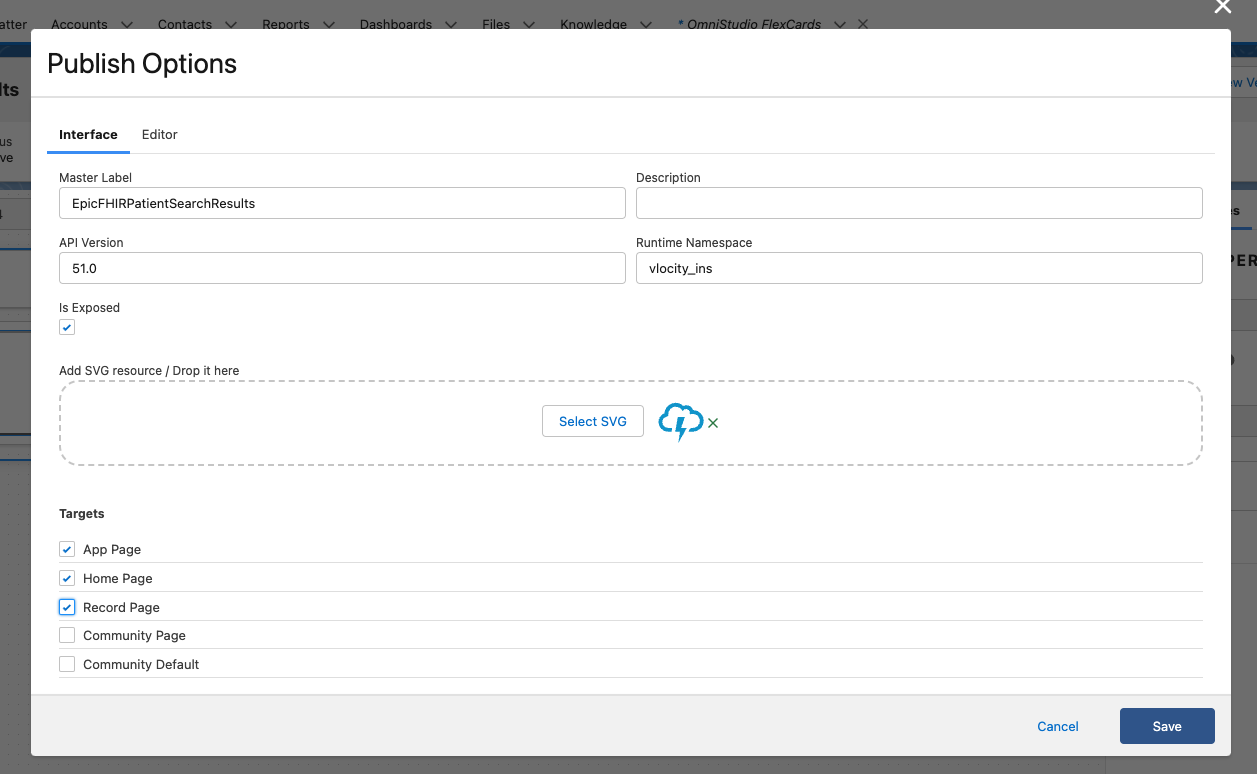 atter Accounts Contacts Reports Dashboards Files Knowledge * OmniStudio FlexCards
Publish Options
lts
ew Ve
Interface Editor
us
ve
Master Label Description
EpicFHIRPatientSearchResults
es
API Version Runtime Namespace
51.0 vlocity_ins
PER
Is Exposed
Add SVG resource / Drop it here
Select SVG
Targets
App Page
Home Page
Record Page
Community Page
Community Default
Cancel Save